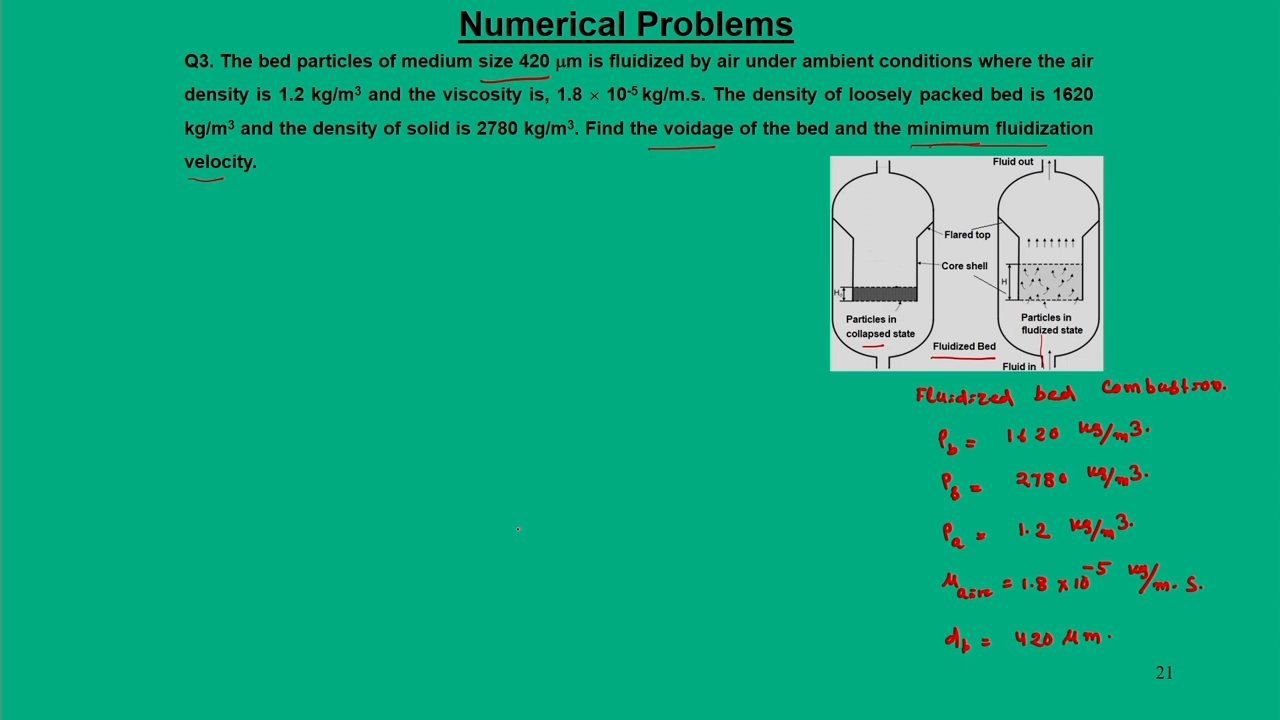 Numerical Problems
Q3. The bed particles of medium size 420 μm is fluidized by air under ambient conditions where the air
density is 1.2 kg/m³ and the viscosity is, 1.8 × 10⁻⁵ kg/m.s. The density of loosely packed bed is 1620
kg/m³ and the density of solid is 2780 kg/m³. Find the voidage of the bed and the minimum fluidization
velocity.
Fluid out
Flared top
Core shell
H₀
H
Particles in
collapsed state
Particles in
fludized state
Fluidized Bed
Fluid in
Fluidized bed Combustion.
ρb = 1620 kg/m3.
ρs = 2780 kg/m3.
ρa = 1.2 kg/m3.
μaire = 1.8 × 10⁻⁵ kg/m.s.
db = 420 μm.
21